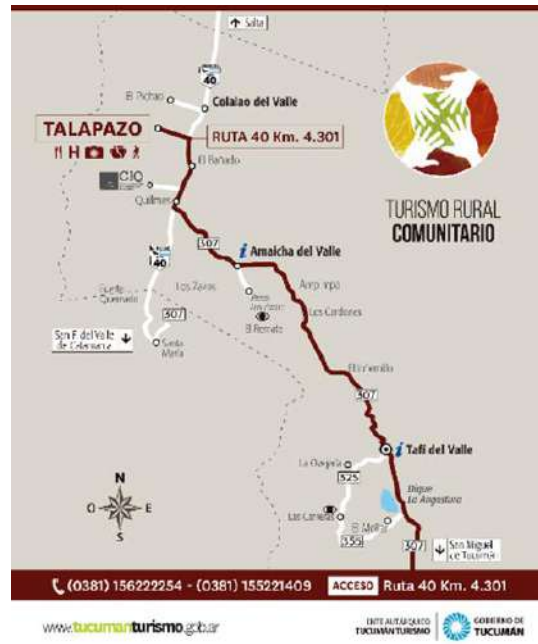 Salta
40
El Pichao
Colalao del Valle
TALAPAZO
RUTA 40 Km. 4.301
H
El Bañado
CIQ
Quilmes
TURISMO RURAL
COMUNITARIO
307
Amaicha del Valle
40
Los Zazos
Ampimpa
Fuerte
Quemado
307
El Remate
Los Cardones
San F. del Valle
de Catamarca
Santa
María
El Infiernillo
307
Tafí del Valle
La Ovejería
325
Dique
La Angostura
N
O E
S
Las Carreras
El Mollar
355
307
San Miguel
de Tucumán
(0381) 156222254 - (0381) 155221409 ACCESO Ruta 40 Km. 4.301
www.tucumanturismo.gob.ar
ENTE AUTÁRQUICO
TUCUMÁN TURISMO
GOBIERNO DE
TUCUMÁN